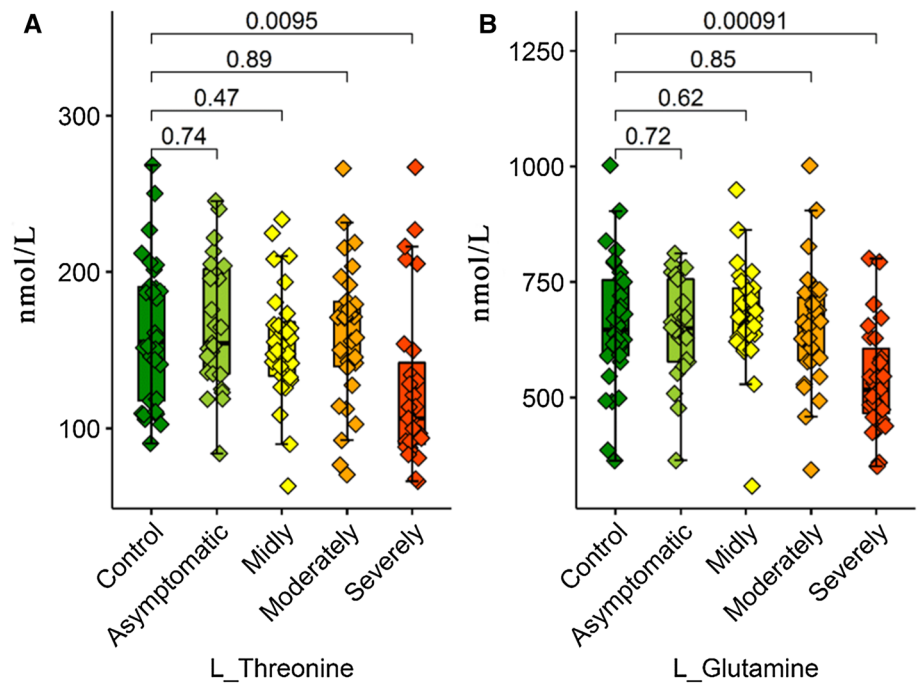 A
0.0095
0.89
0.47
0.74
300
200
100
nmol/L
Control
Asymptomatic
Midly
Moderately
Severely
L_Threonine
B
0.00091
0.85
0.62
0.72
1250
1000
750
500
nmol/L
Control
Asymptomatic
Midly
Moderately
Severely
L_Glutamine